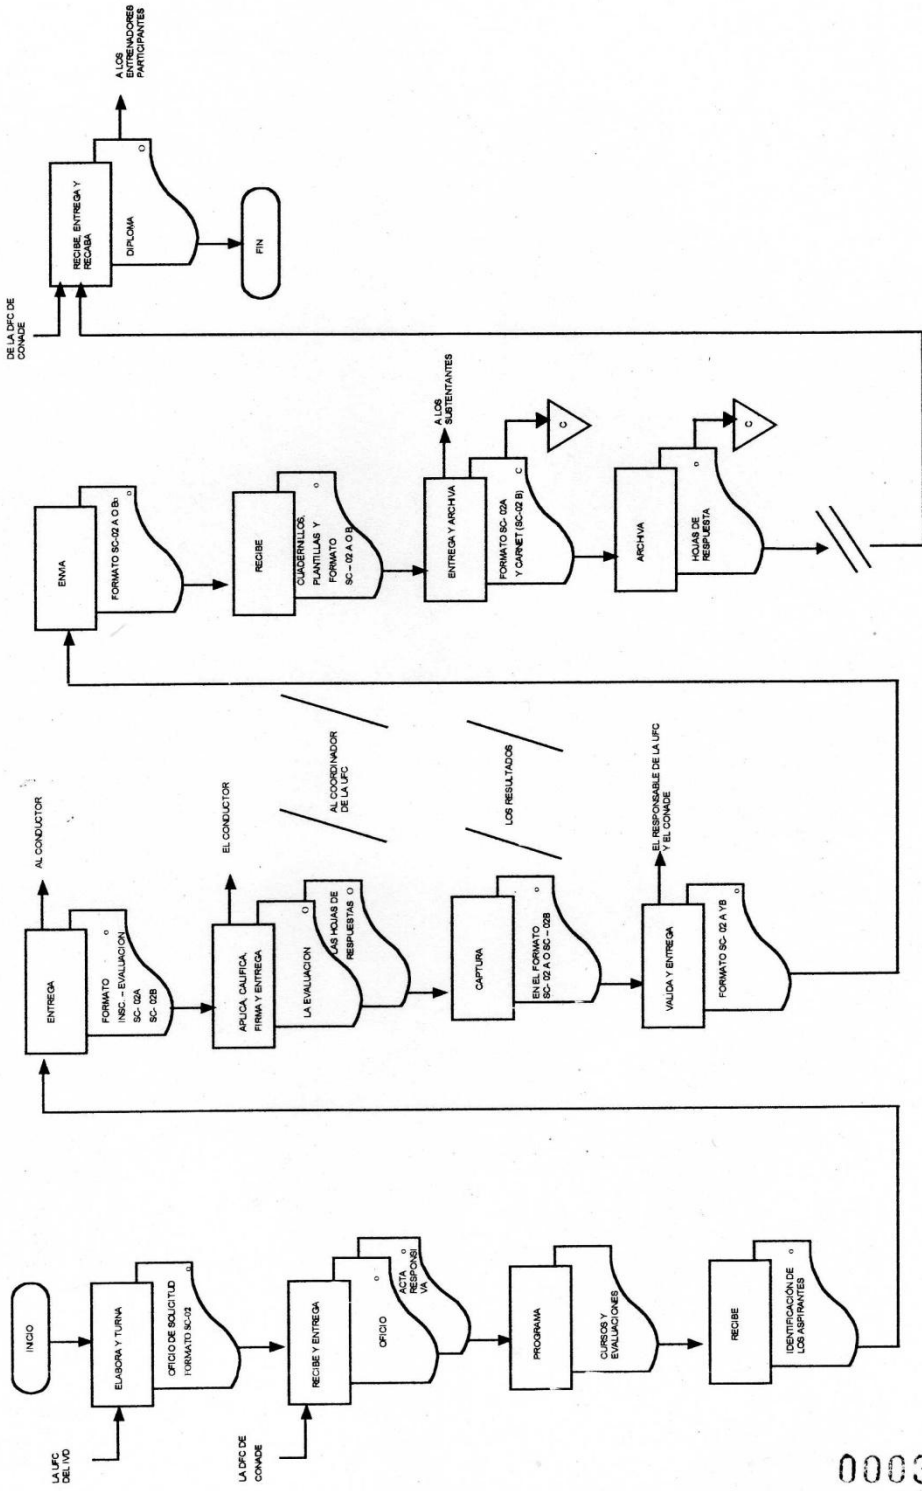 INICIO
LA UFC
DEL IVD
ELABORA Y TURNA
OFICIO DE SOLICITUD
FORMATO SC-02
O
LA DFC DE
CONADE
RECIBE Y ENTREGA
OFICIO
O
ACTA
RESPONSI
VA
O
PROGRAMA
CURSOS Y
EVALUACIONES
RECIBE
IDENTIFICACIÓN DE
LOS ASPIRANTES
O
ENTREGA
AL CONDUCTOR
FORMATO
INSC. – EVALUACION
SC- 02A
SC- 02B
O
APLICA, CALIFICA,
FIRMA Y ENTREGA
EL CONDUCTOR
LA EVALUACION
O
LAS HOJAS DE
RESPUESTAS
O
AL COORDINADOR
DE LA UFC
CAPTURA
EN EL FORMATO
SC- 02 A O SC – 02B
O
LOS RESULTADOS
VALIDA Y ENTREGA
EL RESPONSABLE DE LA UFC
Y EL CONADE
FORMATO SC- 02 A YB
O
ENVIA
FORMATO SC-02 A O B
O
RECIBE
CUADERNILLOS,
PLANTILLAS Y
FORMATO
SC – 02 A O B
O
ENTREGA Y ARCHIVA
A LOS
SUSTENTANTES
FORMATO SC- 02A
Y CARNET (SC-02 B)
C
C
ARCHIVA
HOJAS DE
RESPUESTA
O
C
DE LA DFC DE
CONADE
RECIBE, ENTREGA Y
RECABA
DIPLOMA
O
A LOS
ENTRENADORES
PARTICIPANTES
FIN
0003